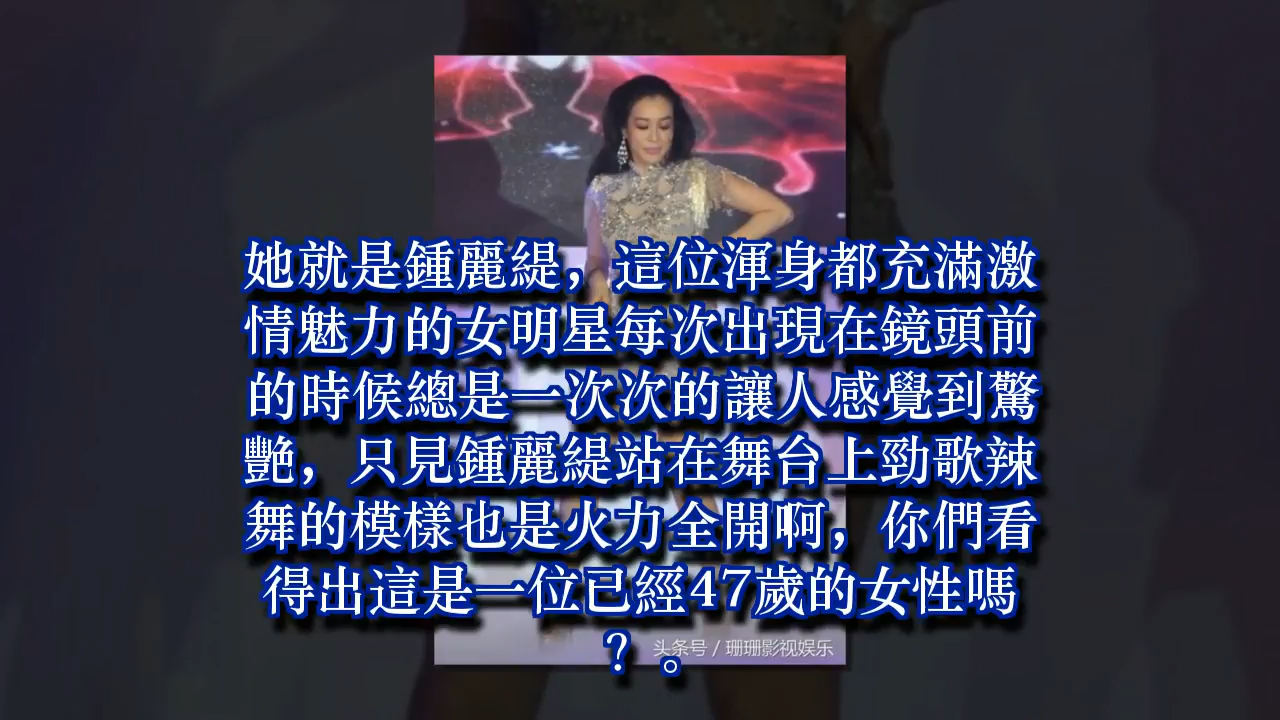 她就是鍾麗緹，這位渾身都充滿激
情魅力的女明星每次出現在鏡頭前
的時候總是一次次的讓人感覺到驚
艷，只見鍾麗緹站在舞台上勁歌辣
舞的模樣也是火力全開啊，你們看
得出這是一位已經47歲的女性嗎
？。
头条号 / 珊珊影视娱乐